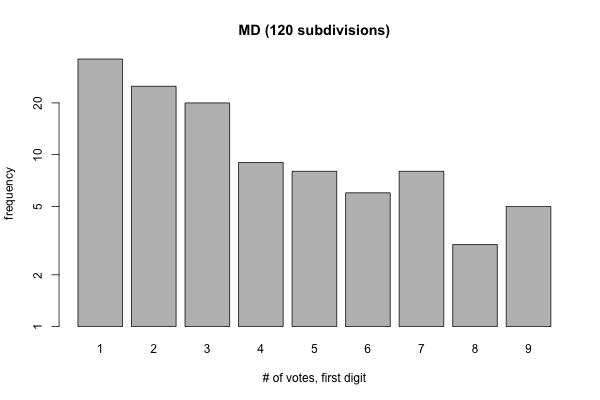 MD (120 subdivisions)
frequency
20
10
5
2
1
1 2 3 4 5 6 7 8 9
# of votes, first digit